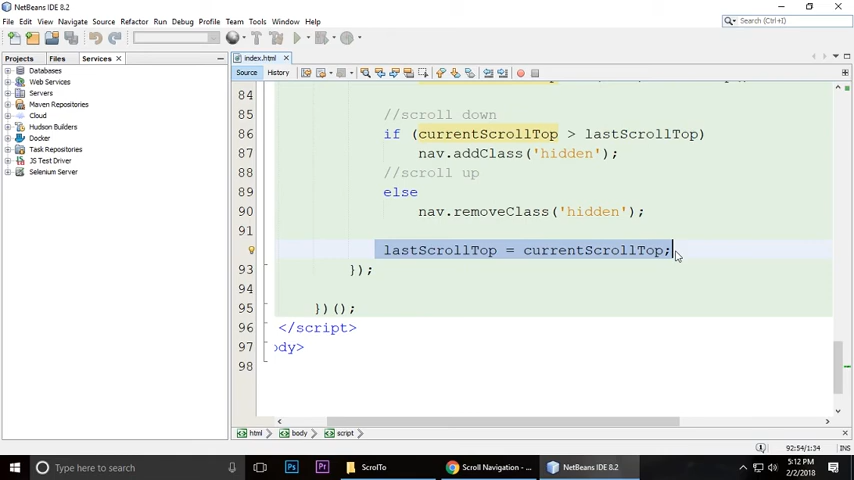 NetBeans IDE 8.2
File Edit View Navigate Source Refactor Run Debug Profile Team Tools Window Help
Search (Ctrl+I)
Projects Files Services
index.html
Databases
Web Services
Servers
Maven Repositories
Cloud
Hudson Builders
Docker
Task Repositories
JS Test Driver
Selenium Server
Source History
84
85 //scroll down
86 if (currentScrollTop > lastScrollTop)
87 nav.addClass('hidden');
88 //scroll up
89 else
90 nav.removeClass('hidden');
91
lastScrollTop = currentScrollTop;
93 });
94
95 })();
96 </script>
97 ody>
98
html body script
92:54/1:34 INS
Type here to search
Ps
Pr
ScrolTo
Scroll Navigation - ...
NetBeans IDE 8.2
5:12 PM
2/2/2018